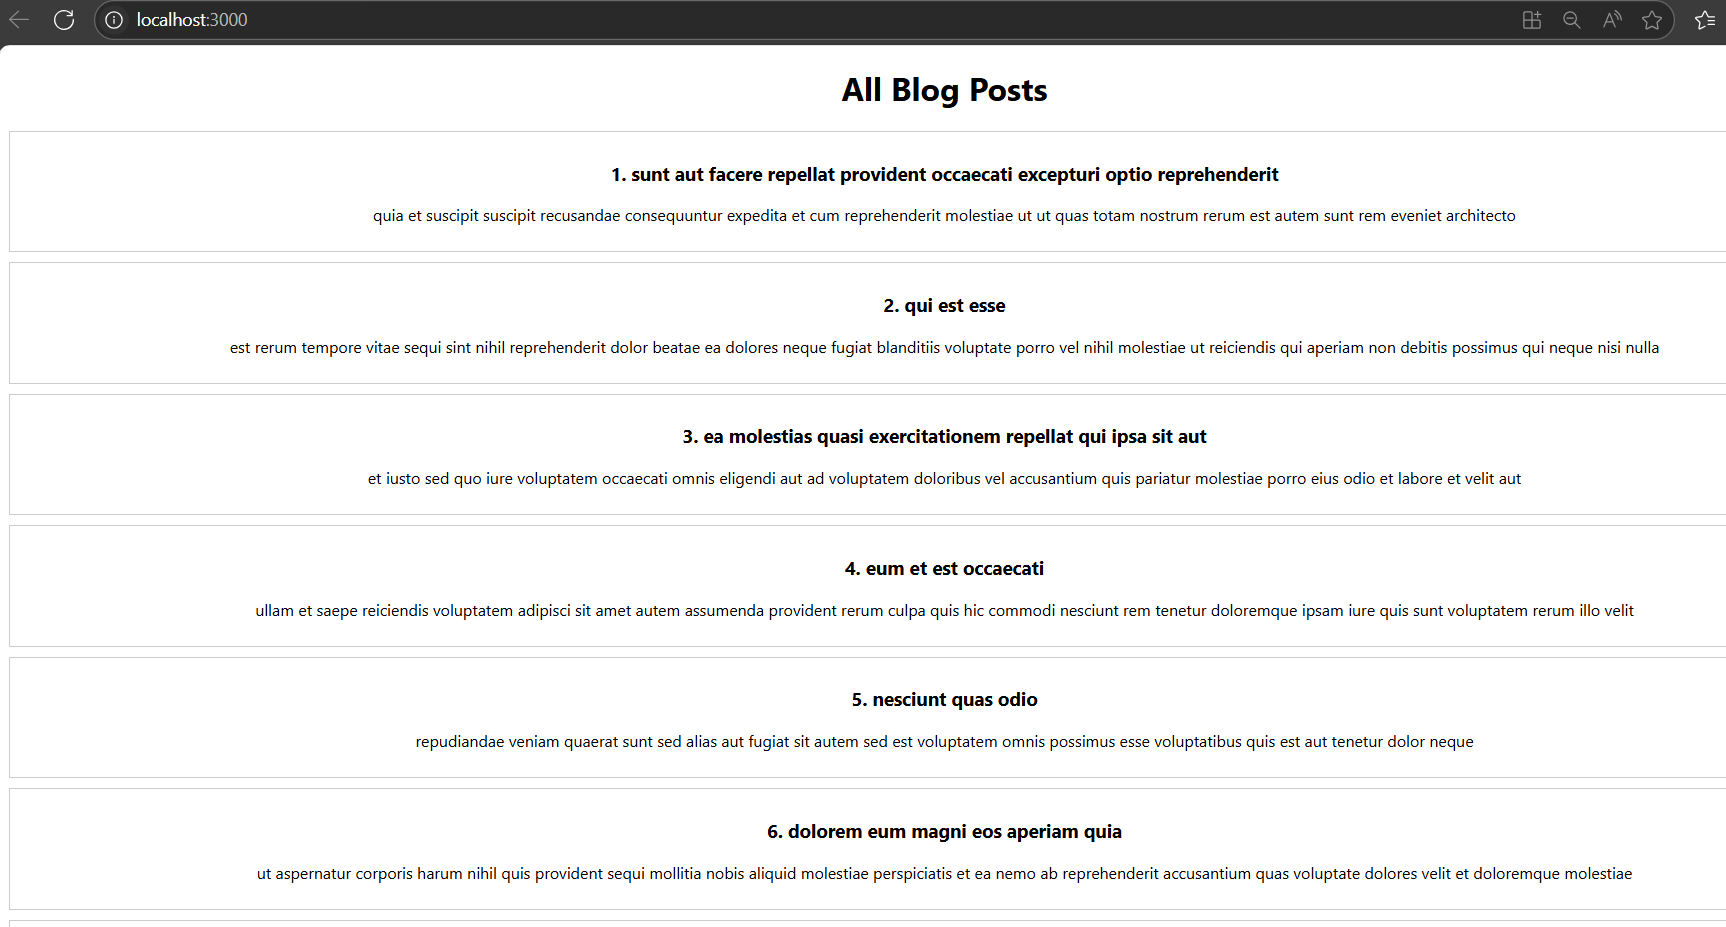 localhost:3000
All Blog Posts
1. sunt aut facere repellat provident occaecati excepturi optio reprehenderit
quia et suscipit suscipit recusandae consequuntur expedita et cum reprehenderit molestiae ut ut quas totam nostrum rerum est autem sunt rem eveniet architecto
2. qui est esse
est rerum tempore vitae sequi sint nihil reprehenderit dolor beatae ea dolores neque fugiat blanditiis voluptate porro vel nihil molestiae ut reiciendis qui aperiam non debitis possimus qui neque nisi nulla
3. ea molestias quasi exercitationem repellat qui ipsa sit aut
et iusto sed quo iure voluptatem occaecati omnis eligendi aut ad voluptatem doloribus vel accusantium quis pariatur molestiae porro eius odio et labore et velit aut
4. eum et est occaecati
ullam et saepe reiciendis voluptatem adipisci sit amet autem assumenda provident rerum culpa quis hic commodi nesciunt rem tenetur doloremque ipsam iure quis sunt voluptatem rerum illo velit
5. nesciunt quas odio
repudiandae veniam quaerat sunt sed alias aut fugiat sit autem sed est voluptatem omnis possimus esse voluptatibus quis est aut tenetur dolor neque
6. dolorem eum magni eos aperiam quia
ut aspernatur corporis harum nihil quis provident sequi mollitia nobis aliquid molestiae perspiciatis et ea nemo ab reprehenderit accusantium quas voluptate dolores velit et doloremque molestiae